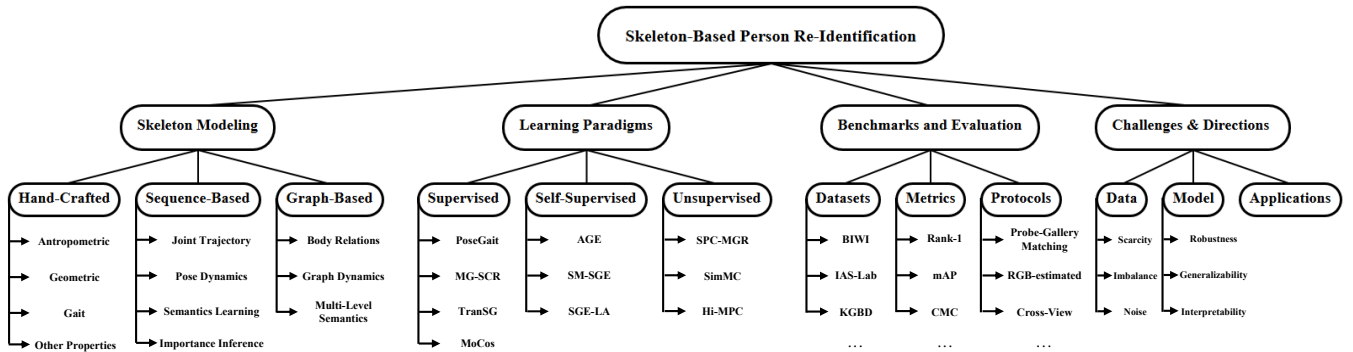 Skeleton-Based Person Re-Identification
Skeleton Modeling
Learning Paradigms
Benchmarks and Evaluation
Challenges & Directions
Hand-Crafted
Sequence-Based
Graph-Based
Supervised
Self-Supervised
Unsupervised
Datasets
Metrics
Protocols
Data
Model
Applications
Antropometric
Geometric
Gait
Other Properties
Joint Trajectory
Pose Dynamics
Semantics Learning
Importance Inference
Body Relations
Graph Dynamics
Multi-Level
Semantics
PoseGait
MG-SCR
TranSG
MoCos
AGE
SM-SGE
SGE-LA
SPC-MGR
SimMC
Hi-MPC
BIWI
IAS-Lab
KGBD
...
Rank-1
mAP
CMC
...
Probe-Gallery
Matching
RGB-estimated
Cross-View
...
Scarcity
Imbalance
Noise
Robustness
Generalizability
Interpretability